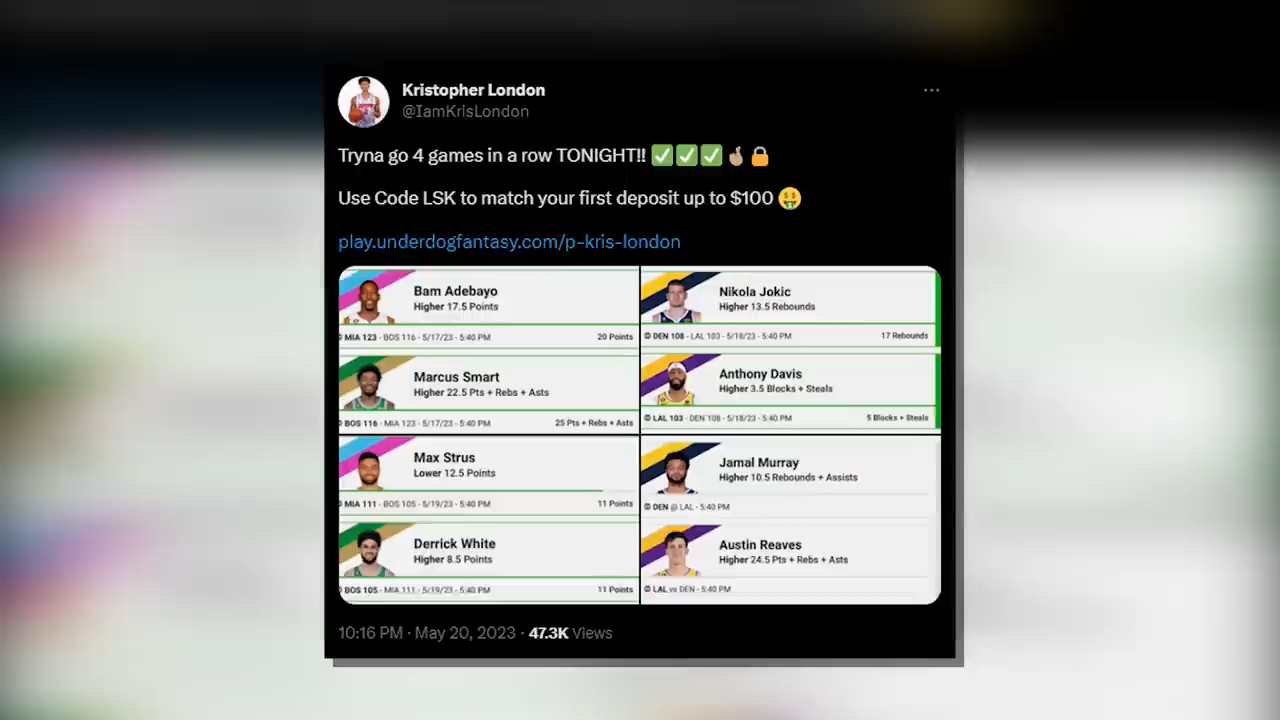 Kristopher London
@IamKrisLondon
Tryna go 4 games in a row TONIGHT!! ✅✅✅🤞🏽🔒
Use Code LSK to match your first deposit up to $100 🤑
play.underdogfantasy.com/p-kris-london
Bam Adebayo
Higher 17.5 Points
MIA 123 - BOS 116 - 5/17/23 - 5:40 PM 20 Points
Marcus Smart
Higher 22.5 Pts + Rebs + Asts
BOS 116 - MIA 123 - 5/17/23 - 5:40 PM 25 Pts + Rebs + Asts
Nikola Jokic
Higher 13.5 Rebounds
DEN 108 - LAL 103 - 5/18/23 - 5:40 PM 17 Rebounds
Anthony Davis
Higher 3.5 Blocks + Steals
LAL 103 - DEN 108 - 5/18/23 - 5:40 PM 5 Blocks + Steals
Max Strus
Lower 12.5 Points
MIA 111 - BOS 105 - 5/19/23 - 5:40 PM 11 Points
Derrick White
Higher 8.5 Points
BOS 105 - MIA 111 - 5/19/23 - 5:40 PM 11 Points
Jamal Murray
Higher 10.5 Rebounds + Assists
DEN @ LAL - 5:40 PM
Austin Reaves
Higher 24.5 Pts + Rebs + Asts
LAL vs DEN - 5:40 PM
10:16 PM · May 20, 2023 · 47.3K Views